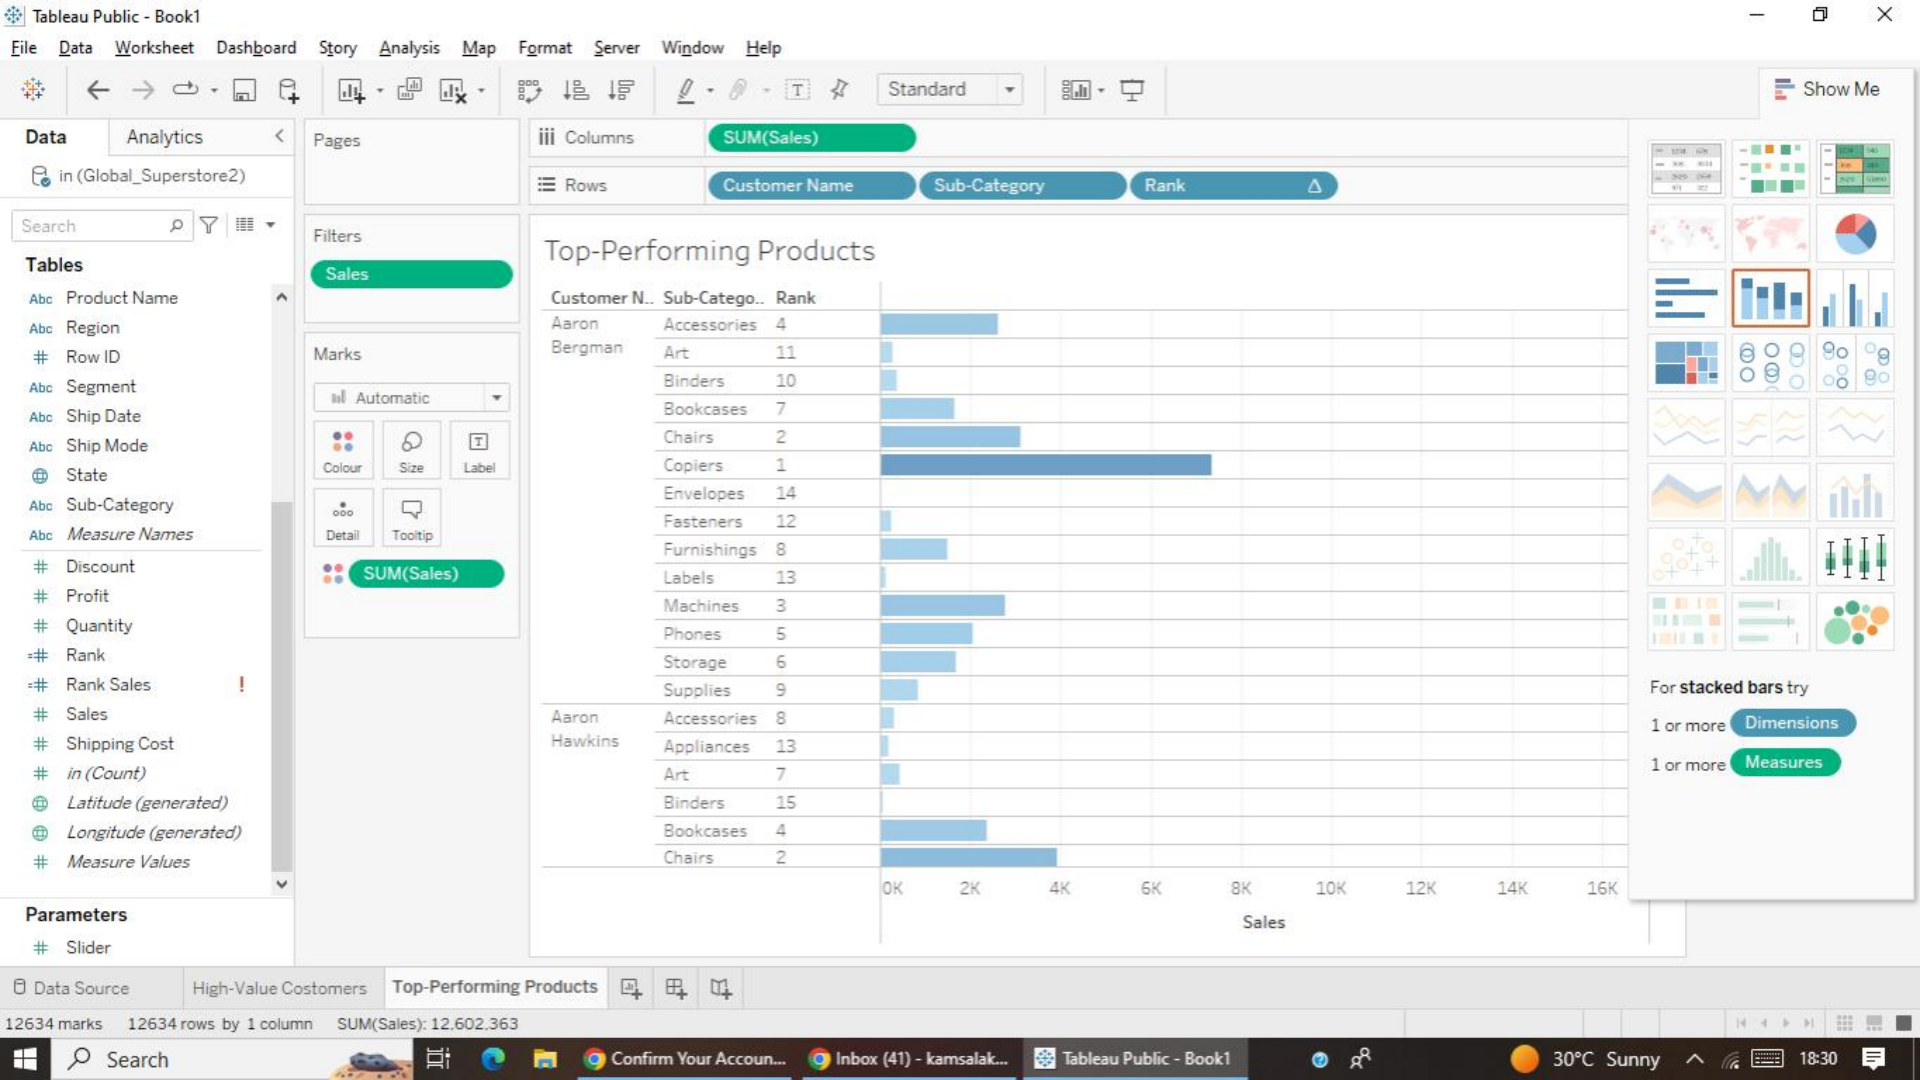 Tableau Public - Book1
File Data Worksheet Dashboard Story Analysis Map Format Server Window Help
Standard
Show Me
Data Analytics
in (Global_Superstore2)
Search
Tables
Abc Product Name
Abc Region
# Row ID
Abc Segment
Abc Ship Date
Abc Ship Mode
State
Abc Sub-Category
Abc Measure Names
# Discount
# Profit
# Quantity
=# Rank
=# Rank Sales !
# Sales
# Shipping Cost
# in (Count)
Latitude (generated)
Longitude (generated)
# Measure Values
Parameters
# Slider
Pages
Filters
Sales
Marks
Automatic
Colour Size Label
Detail Tooltip
SUM(Sales)
Columns SUM(Sales)
Rows Customer Name Sub-Category Rank Δ
Top-Performing Products
Customer N.. Sub-Catego.. Rank
Aaron Bergman
Accessories 4
Art 11
Binders 10
Bookcases 7
Chairs 2
Copiers 1
Envelopes 14
Fasteners 12
Furnishings 8
Labels 13
Machines 3
Phones 5
Storage 6
Supplies 9
Aaron Hawkins
Accessories 8
Appliances 13
Art 7
Binders 15
Bookcases 4
Chairs 2
0K 2K 4K 6K 8K 10K 12K 14K 16K
Sales
For stacked bars try
1 or more Dimensions
1 or more Measures
Data Source High-Value Customers Top-Performing Products
12634 marks 12634 rows by 1 column SUM(Sales): 12,602,363
Search Confirm Your Accoun... Inbox (41) - kamsalak... Tableau Public - Book1 30°C Sunny 18:30